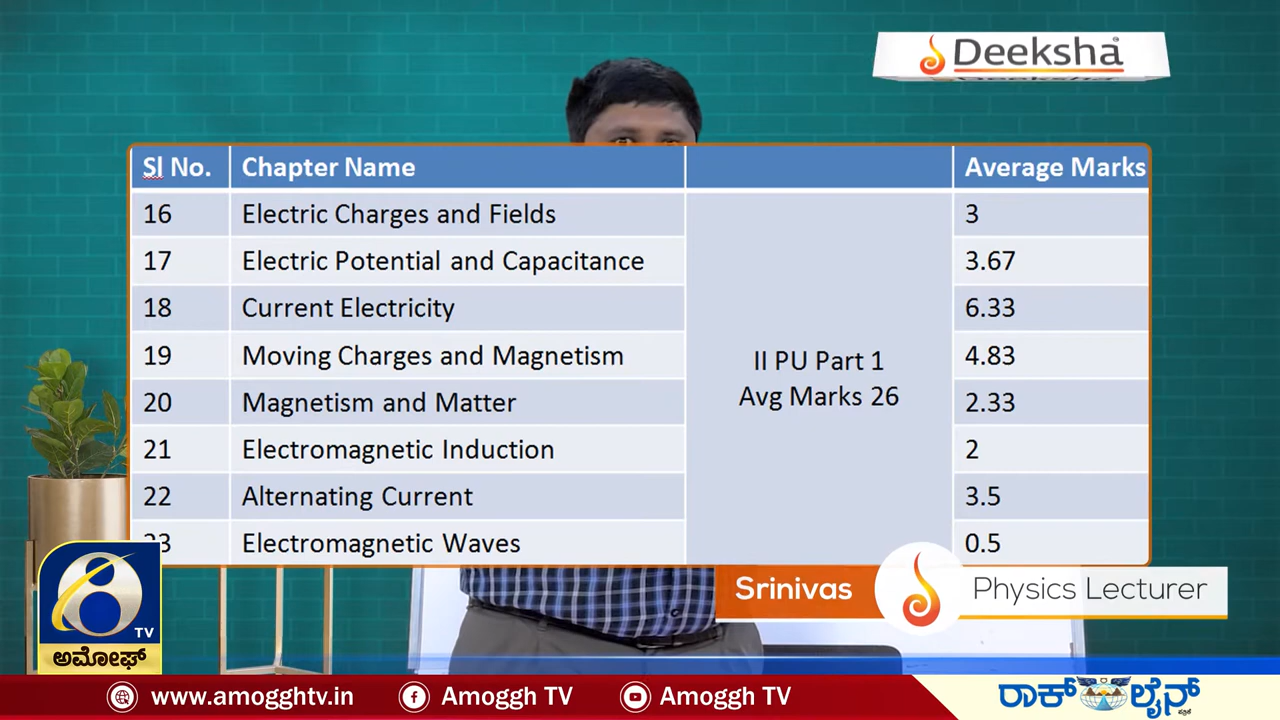 Deeksha
Sl No. Chapter Name Average Marks
16 Electric Charges and Fields 3
17 Electric Potential and Capacitance 3.67
18 Current Electricity 6.33
19 Moving Charges and Magnetism 4.83
II PU Part 1
Avg Marks 26
20 Magnetism and Matter 2.33
21 Electromagnetic Induction 2
22 Alternating Current 3.5
23 Electromagnetic Waves 0.5
Srinivas Physics Lecturer
TV
ಅಮೋಘ್
www.amogghtv.in Amoggh TV Amoggh TV
ರಾಕ್ ಲೈನ್
ಪತ್ರಿಕೆ